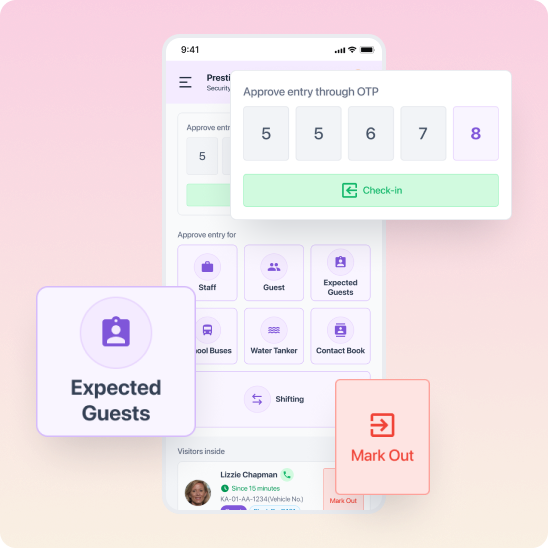 9:41
Presti
Security
Approve entry through OTP
5 5 6 7 8
Check-in
Approve entr
5
Approve entry for
Staff
Guest
Expected
Guests
ool Buses
Water Tanker
Contact Book
Shifting
Expected
Guests
Mark Out
Visitors inside
Lizzie Chapman
Since 15 minutes
KA-01-AA-1234(Vehicle No.)
Mark Out